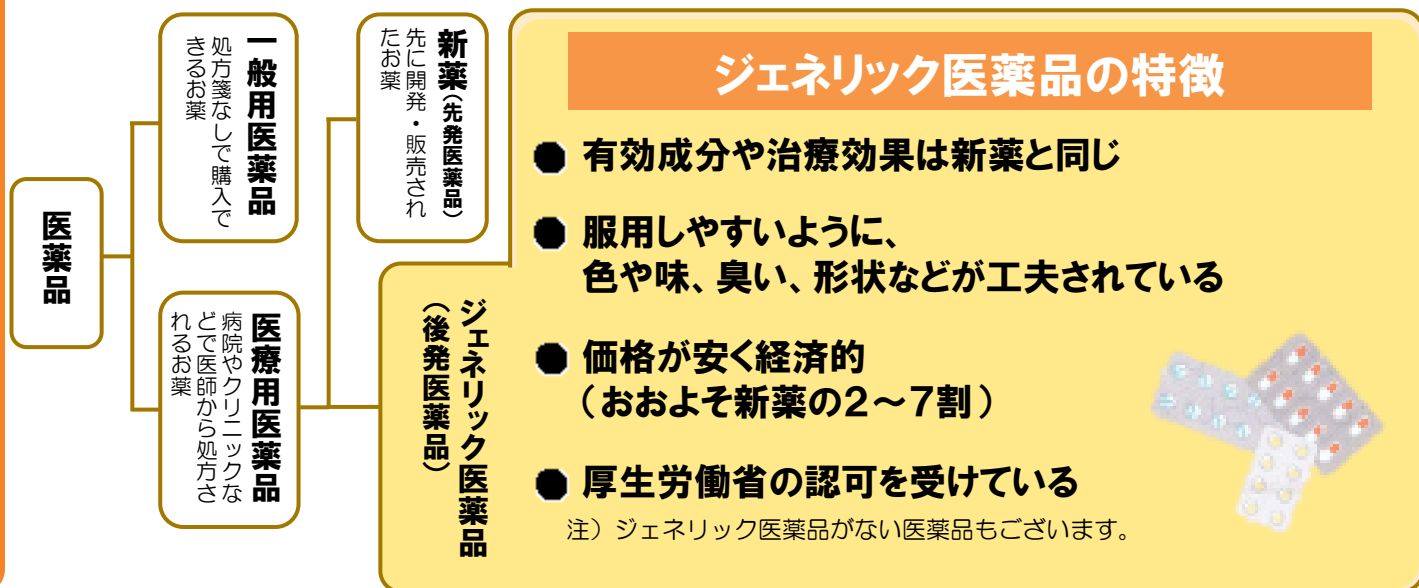 医薬品
一般用医薬品
処方箋なしで購入で
きるお薬
医療用医薬品
病院やクリニックな
どで医師から処方さ
れるお薬
新薬(先発医薬品)
先に開発・販売され
たお薬
ジェネリック医薬品
(後発医薬品)
ジェネリック医薬品の特徴
● 有効成分や治療効果は新薬と同じ
● 服用しやすいように、
色や味、臭い、形状などが工夫されている
● 価格が安く経済的
(おおよそ新薬の2~7割)
● 厚生労働省の認可を受けている
注)ジェネリック医薬品がない医薬品もございます。